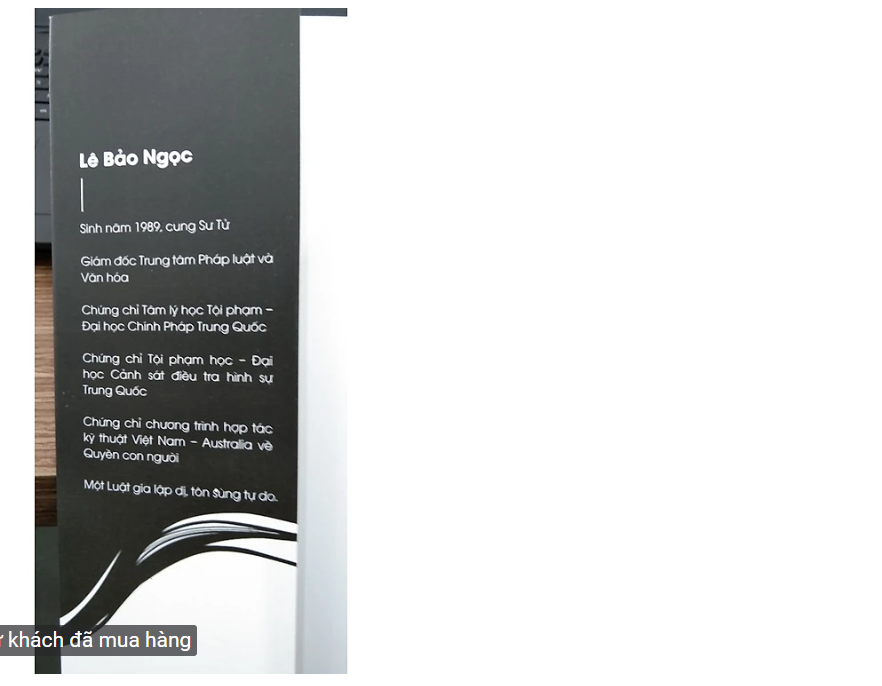 Lê Bảo Ngọc
Sinh năm 1989, cung Sư Tử
Giám đốc Trung tâm Pháp luật và
Văn hóa
Chứng chỉ Tâm lý học Tội phạm –
Đại học Chính Pháp Trung Quốc
Chứng chỉ Tội phạm học – Đại
học Cảnh sát điều tra hình sự
Trung Quốc
Chứng chỉ chương trình hợp tác
kỹ thuật Việt Nam – Australia về
Quyền con người
Một Luật gia lập dị, tôn sùng tự do.
khách đã mua hàng